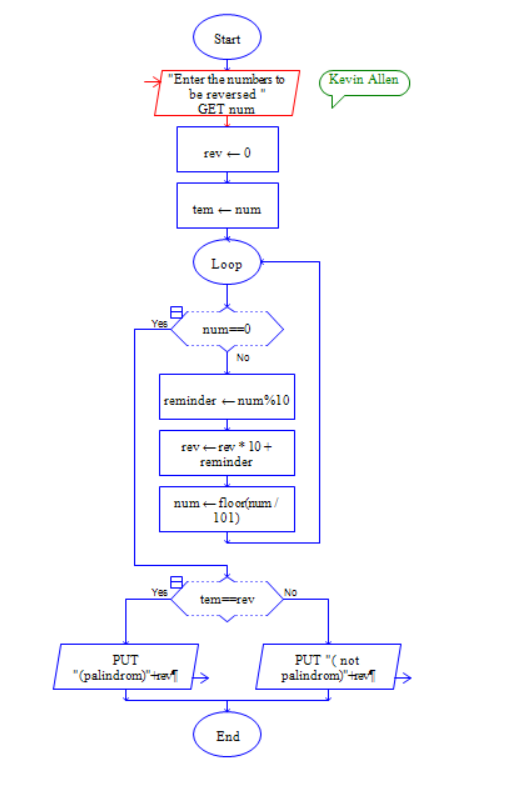 Start
"Enter the numbers to
be reversed "
GET num
Kevin Allen
rev ← 0
tem ← num
Loop
Yes
num==0
No
reminder ← num%10
rev ← rev * 10 +
reminder
num ← floor(num /
101)
Yes
tem==rev
No
PUT
"(palindrom)"+rev¶
PUT "( not
palindrom)"+rev¶
End